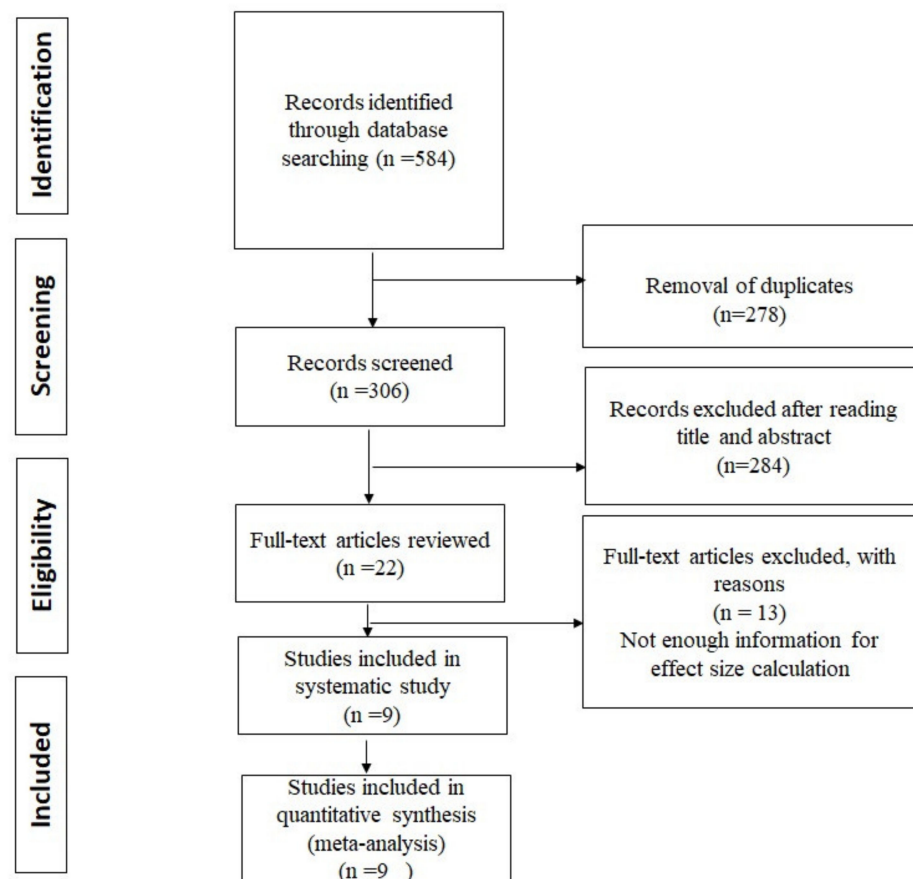 Identification
Records identified
through database
searching (n =584)
Removal of duplicates
(n=278)
Screening
Records screened
(n =306)
Records excluded after reading
title and abstract
(n=284)
Eligibility
Full-text articles reviewed
(n =22)
Full-text articles excluded, with
reasons
(n = 13)
Not enough information for
effect size calculation
Studies included in
systematic study
(n =9)
Included
Studies included in
quantitative synthesis
(meta-analysis)
(n =9 )